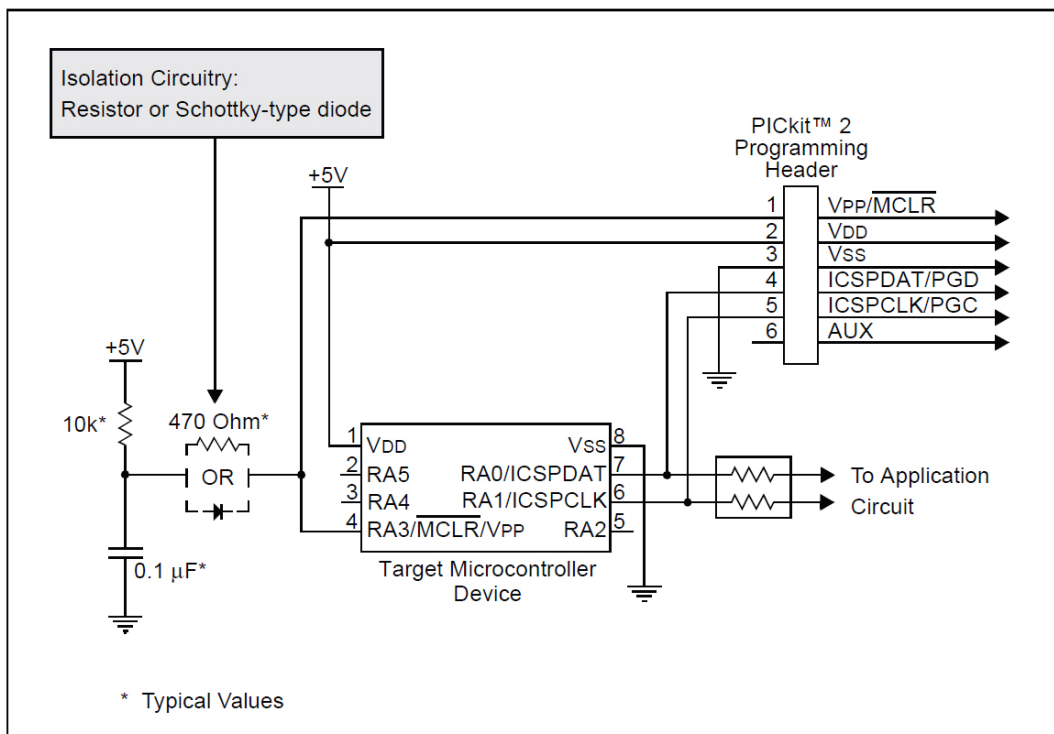 Isolation Circuitry:
Resistor or Schottky-type diode
PICkit™ 2
Programming
Header
+5V
1 VPP/MCLR
2 VDD
3 VSS
4 ICSPDAT/PGD
5 ICSPCLK/PGC
6 AUX
+5V
10k*
470 Ohm*
OR
0.1 μF*
1 VDD VSS 8
2 RA5 RA0/ICSPDAT 7
3 RA4 RA1/ICSPCLK 6
4 RA3/MCLR/VPP RA2 5
Target Microcontroller
Device
To Application
Circuit
* Typical Values